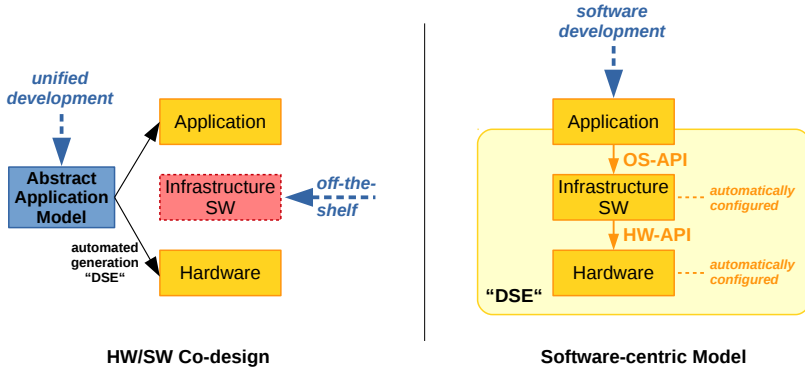 unified
development
Abstract
Application
Model
automated
generation
“DSE“
Application
Infrastructure
SW
Hardware
off-the-
shelf
HW/SW Co-design
software
development
Application
OS-API
Infrastructure
SW
automatically
configured
HW-API
Hardware
automatically
configured
“DSE“
Software-centric Model